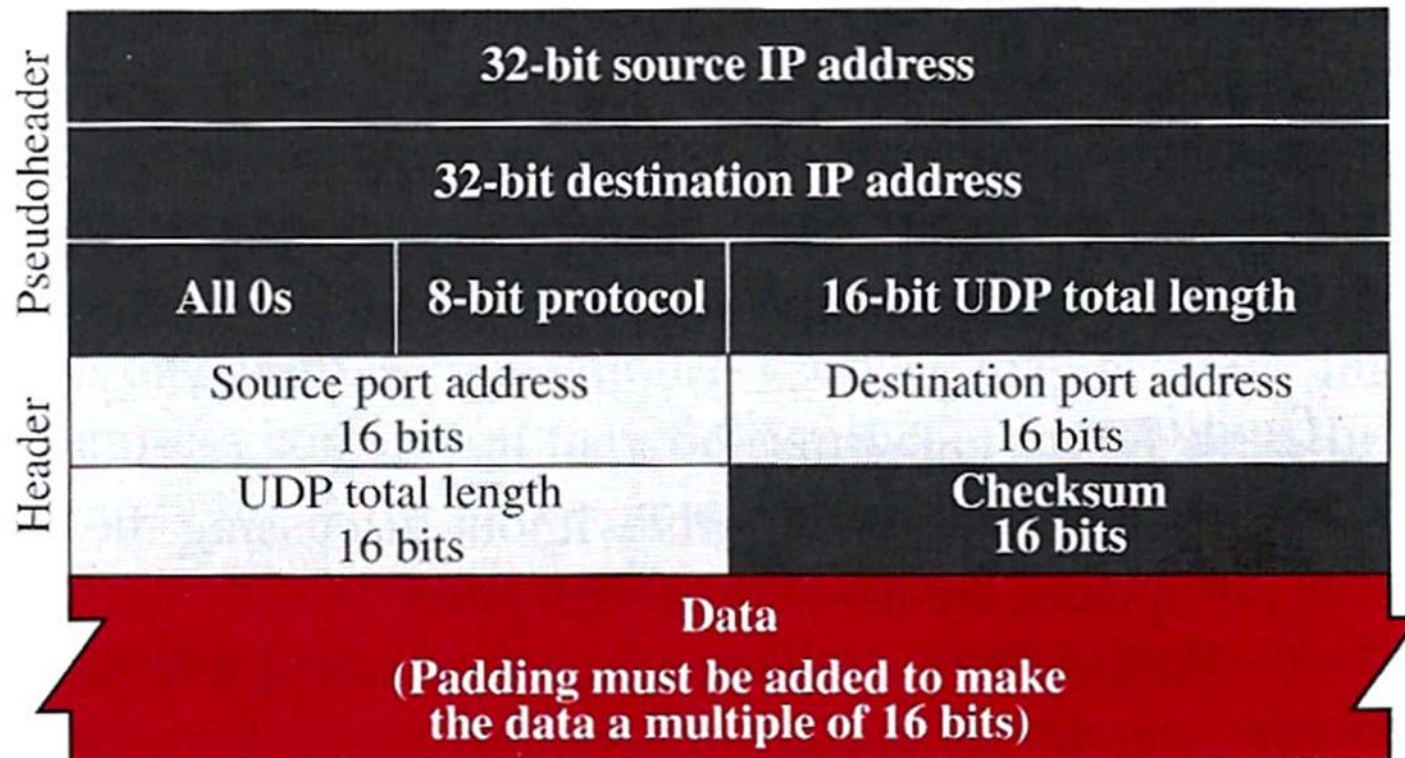 Pseudoheader
32-bit source IP address
32-bit destination IP address
All 0s
8-bit protocol
16-bit UDP total length
Header
Source port address
16 bits
Destination port address
16 bits
UDP total length
16 bits
Checksum
16 bits
Data
(Padding must be added to make
the data a multiple of 16 bits)